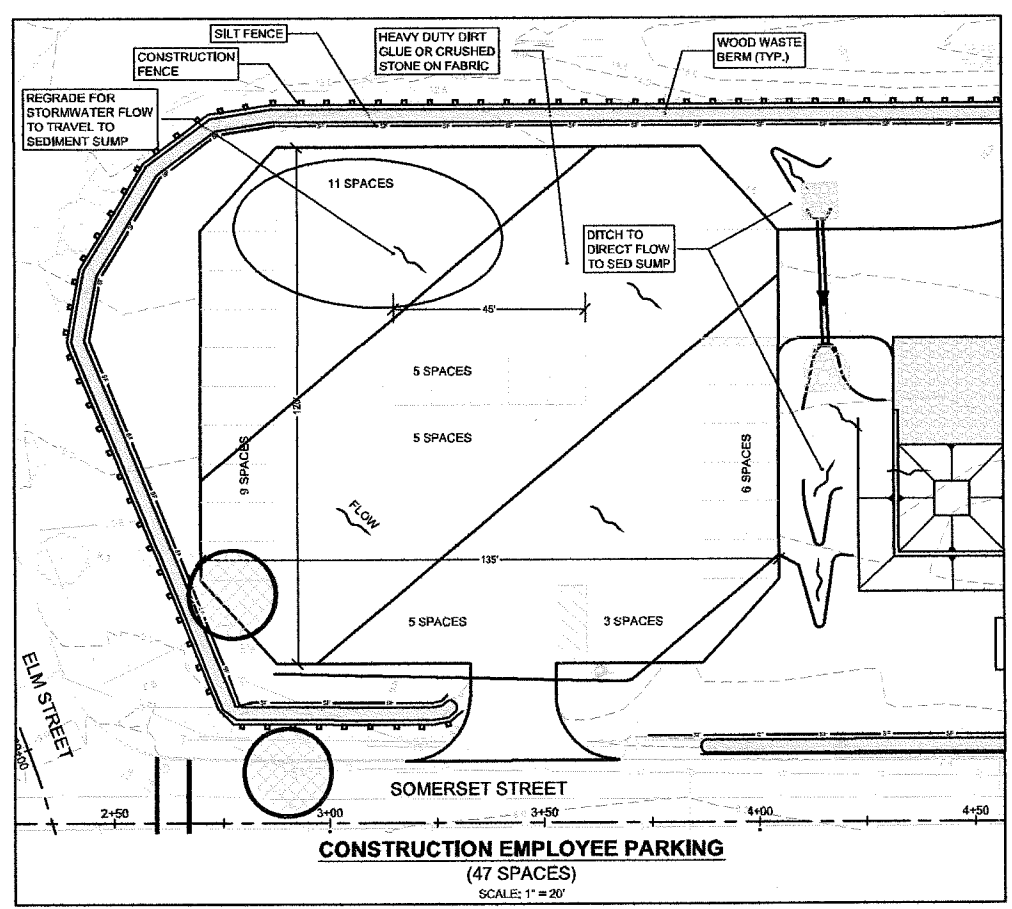 SILT FENCE
CONSTRUCTION
FENCE
HEAVY DUTY DIRT
GLUE OR CRUSHED
STONE ON FABRIC
WOOD WASTE
BERM (TYP.)
REGRADE FOR
STORMWATER FLOW
TO TRAVEL TO
SEDIMENT SUMP
11 SPACES
DITCH TO
DIRECT FLOW
TO SED SUMP
45'
5 SPACES
120'
5 SPACES
9 SPACES
6 SPACES
FLOW
135'
5 SPACES
3 SPACES
ELM STREET
SOMERSET STREET
2+50
3+00
3+50
4+00
4+50
CONSTRUCTION EMPLOYEE PARKING
(47 SPACES)
SCALE: 1" = 20'